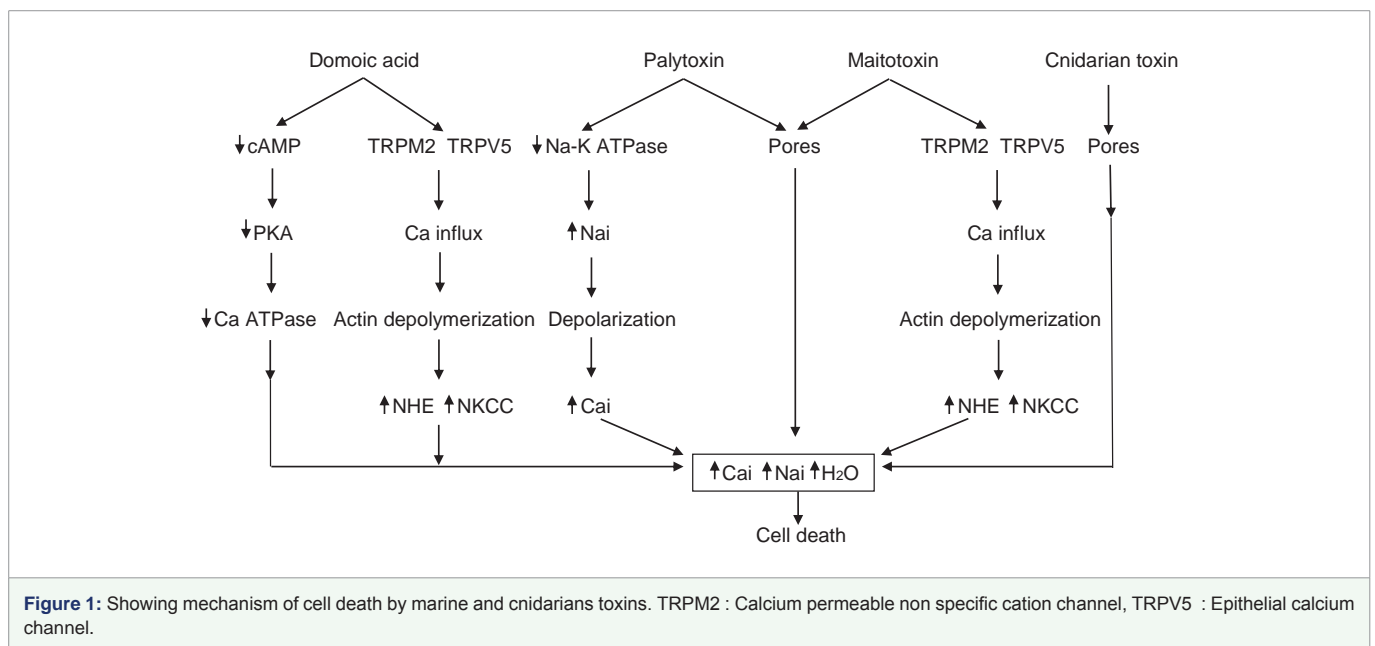 Domoic acid Palytoxin Maitotoxin Cnidarian toxin
↓cAMP TRPM2 TRPV5 ↓Na-K ATPase Pores TRPM2 TRPV5 Pores
↓PKA Ca influx ↑Nai Ca influx
↓Ca ATPase Actin depolymerization Depolarization Actin depolymerization
↑NHE ↑NKCC ↑Cai ↑NHE ↑NKCC
↑Cai ↑Nai ↑H2O
Cell death
Figure 1: Showing mechanism of cell death by marine and cnidarians toxins. TRPM2 : Calcium permeable non specific cation channel, TRPV5 : Epithelial calcium
channel.